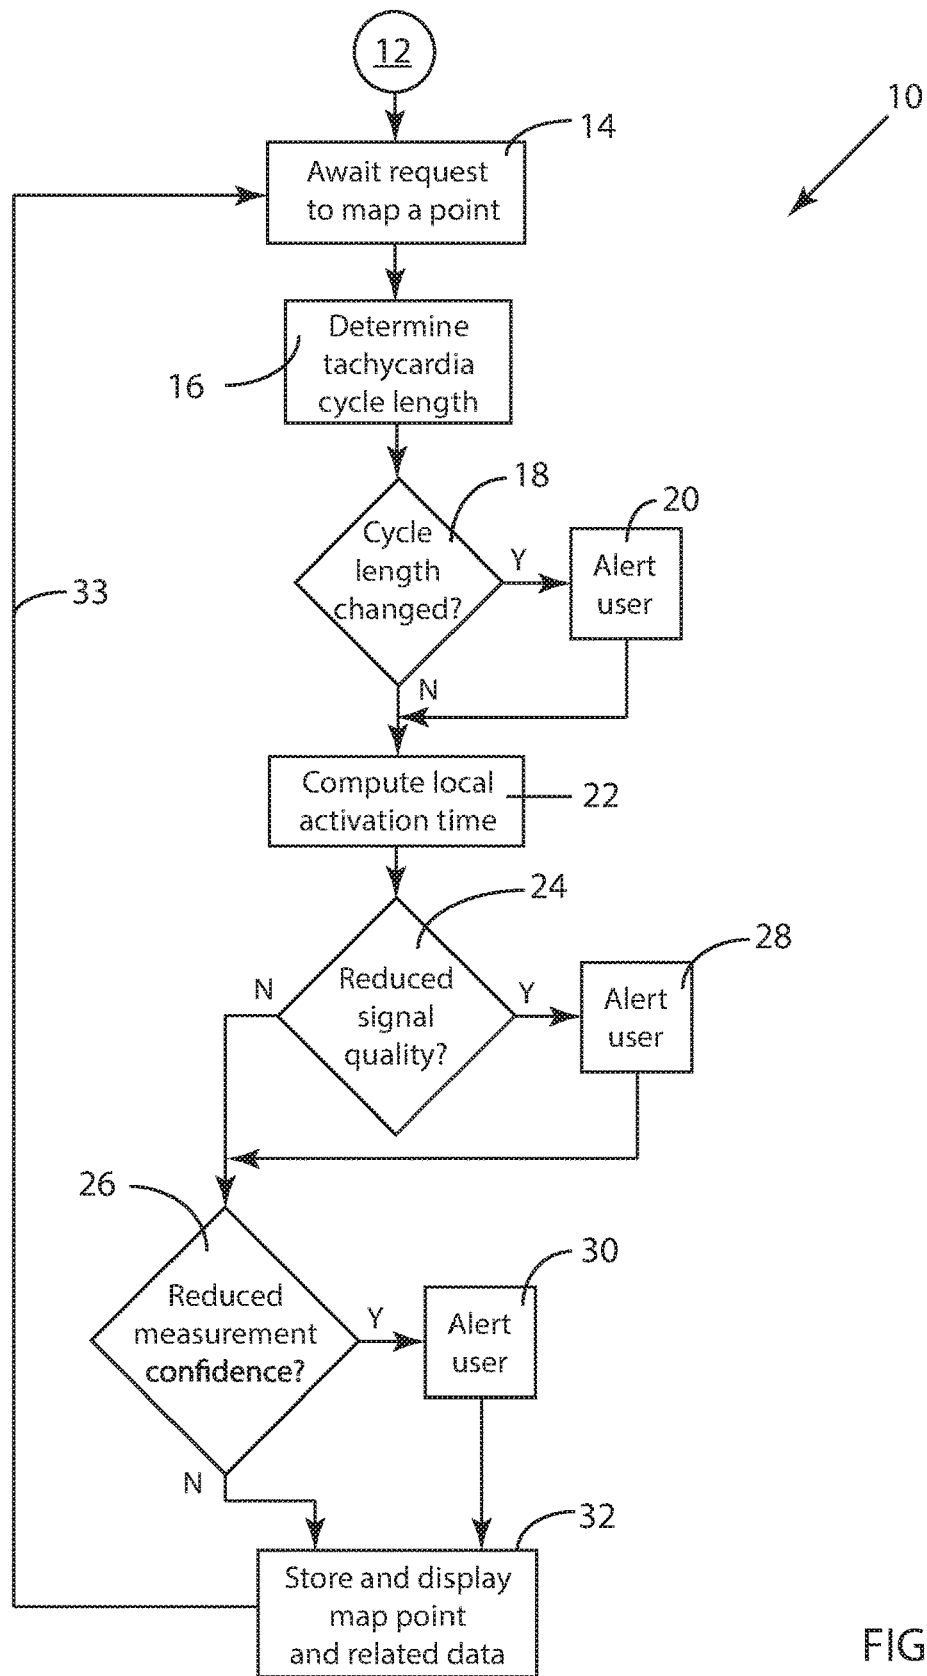 12
10
14
Await request
to map a point
Determine
tachycardia
cycle length
16
18
Cycle
length
changed?
Y
20
Alert
user
33
N
Compute local
activation time
22
24
Reduced
signal
quality?
N
Y
28
Alert
user
26
Reduced
measurement
confidence?
Y
30
Alert
user
N
32
Store and display
map point
and related data
FIG